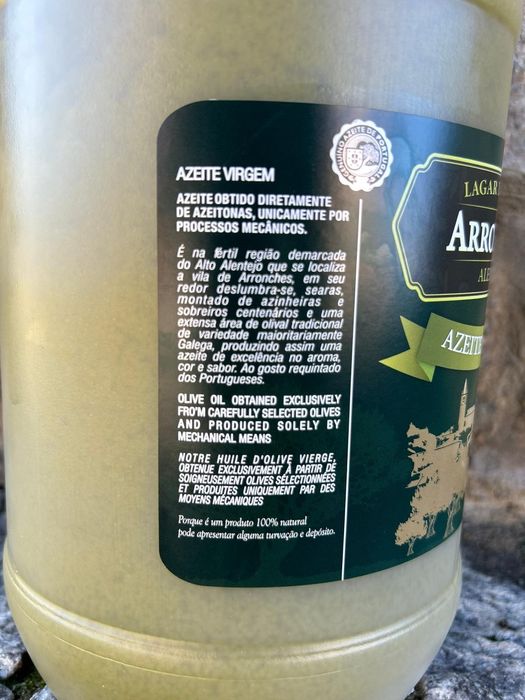 AZEITE VIRGEM
AZEITE OBTIDO DIRETAMENTE
DE AZEITONAS, UNICAMENTE POR
PROCESSOS MECÂNICOS.
É na fértil região demarcada
do Alto Alentejo que se localiza
a vila de Arronches, em seu
redor deslumbra-se, searas,
montado de azinheiras e
sobreiros centenários e uma
extensa área de olival tradicional
de variedade maioritariamente
Galega, produzindo assim uma
azeite de excelência no aroma,
cor e sabor. Ao gosto requintado
dos Portugueses.
OLIVE OIL OBTAINED EXCLUSIVELY
FRO'M CAREFULLY SELECTED OLIVES
AND PRODUCED SOLELY BY
MECHANICAL MEANS
NOTRE HUILE D'OLIVE VIERGE,
OBTENUE EXCLUSIVEMENT À PARTIR DE
SOIGNEUSEMENT OLIVES SÉLECTIONNÉES
ET PRODUITES UNIQUEMENT PAR DES
MOYENS MÉCANIQUES
Porque é um produto 100% natural
pode apresentar alguma turvação e depósito.
GENUÍNO AZEITE DE PORTUGAL
LAGAR
ARRO
ALE
AZEITE